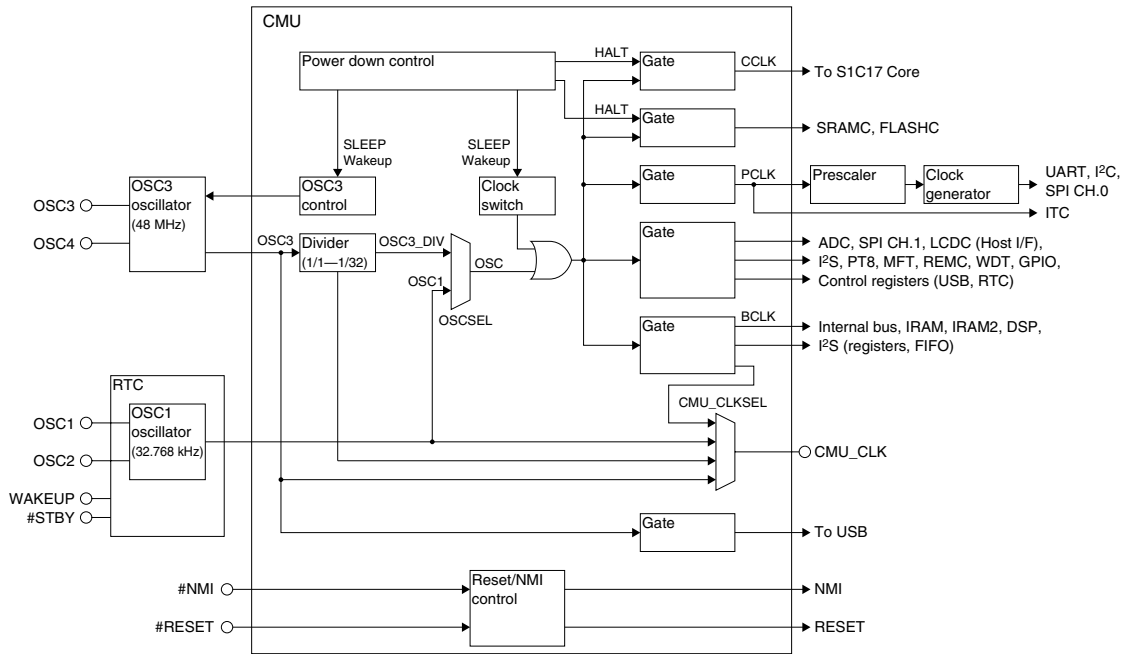 CMU
Power down control
HALT
Gate
CCLK
To S1C17 Core
HALT
Gate
SRAMC, FLASHC
SLEEP
Wakeup
SLEEP
Wakeup
OSC3
OSC4
OSC3
oscillator
(48 MHz)
OSC3
control
Clock
switch
Gate
PCLK
Prescaler
Clock
generator
UART, I2C,
SPI CH.0
ITC
OSC3
Divider
(1/1—1/32)
OSC3_DIV
OSC1
OSC
OSCSEL
Gate
ADC, SPI CH.1, LCDC (Host I/F),
I2S, PT8, MFT, REMC, WDT, GPIO,
Control registers (USB, RTC)
Gate
BCLK
Internal bus, IRAM, IRAM2, DSP,
I2S (registers, FIFO)
RTC
OSC1
OSC2
OSC1
oscillator
(32.768 kHz)
WAKEUP
#STBY
CMU_CLKSEL
CMU_CLK
Gate
To USB
#NMI
#RESET
Reset/NMI
control
NMI
RESET